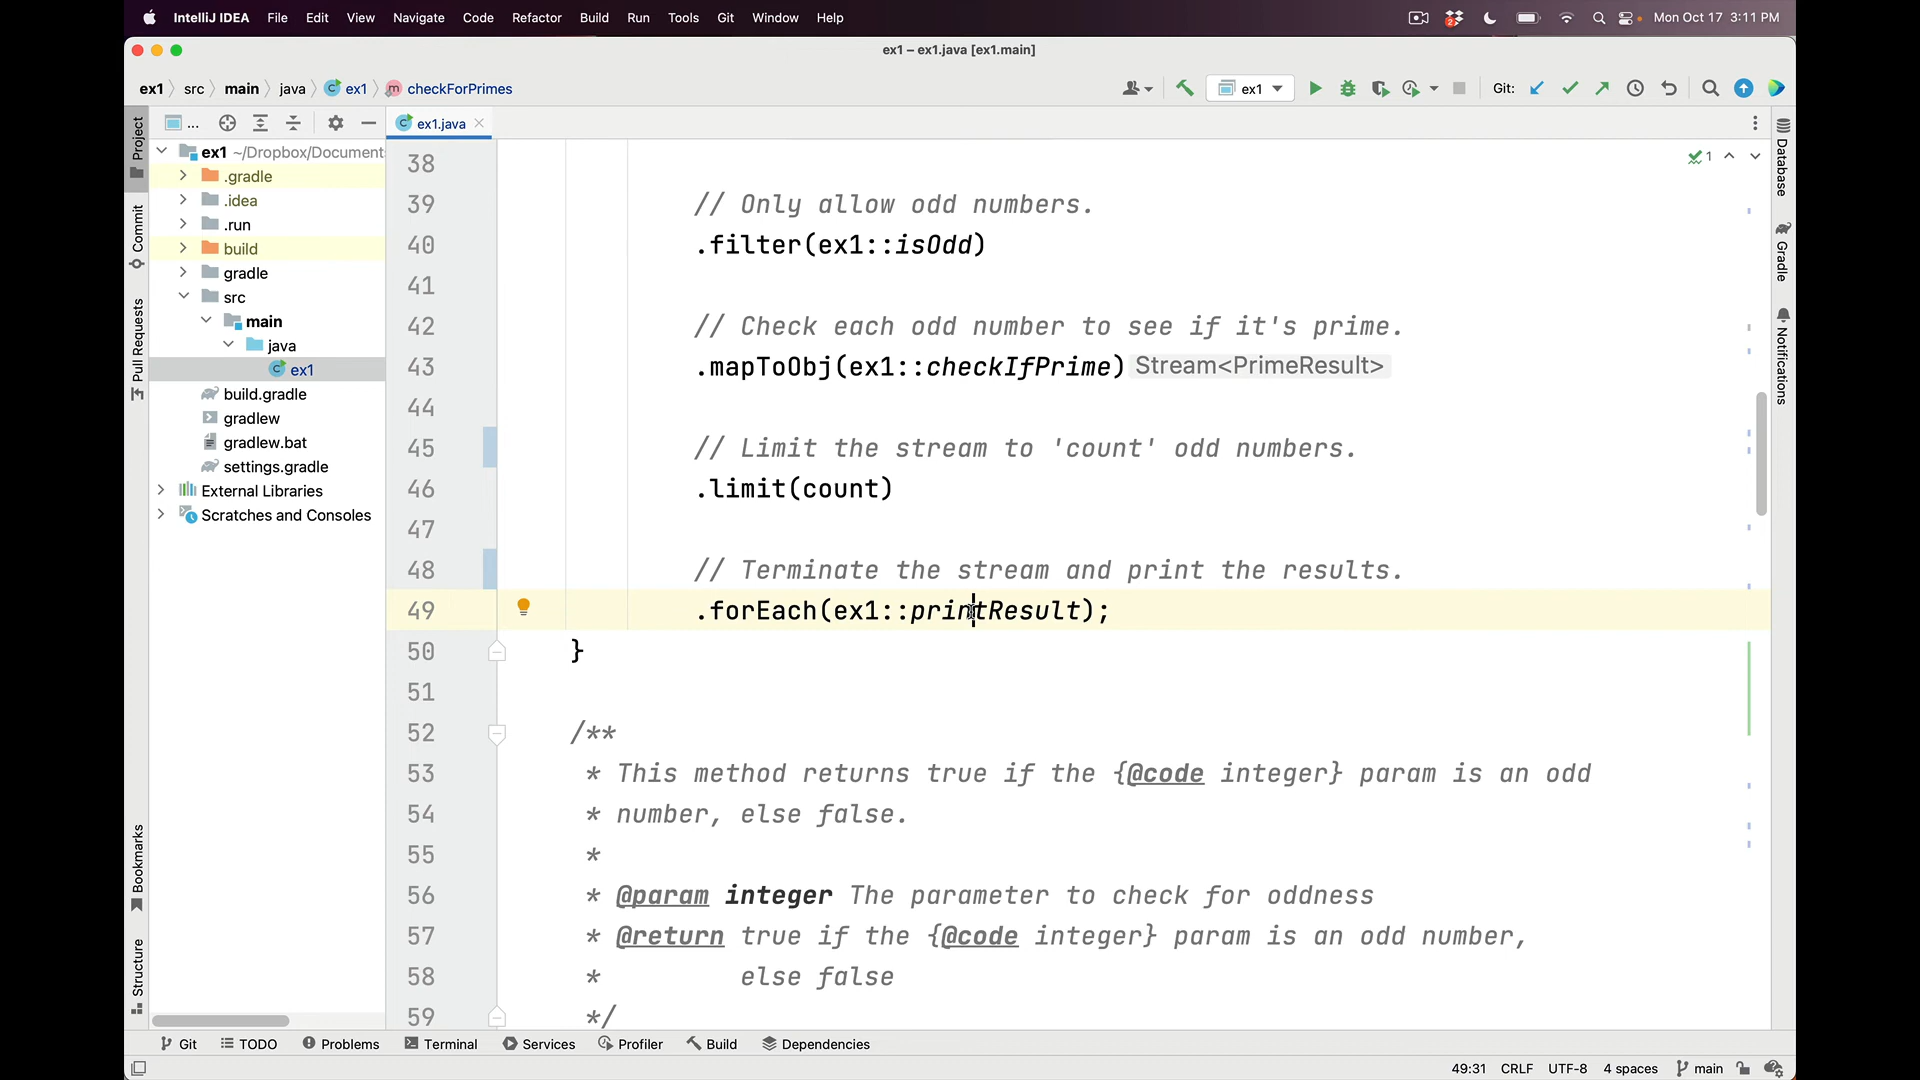 IntelliJ IDEA File Edit View Navigate Code Refactor Build Run Tools Git Window Help 2 Mon Oct 17 3:11 PM
ex1 – ex1.java [ex1.main]
ex1 src main java ex1 m checkForPrimes ex1 Git:
... ex1.java
ex1 ~/Dropbox/Document
.gradle
.idea
.run
build
gradle
src
main
java
ex1
build.gradle
gradlew
gradlew.bat
settings.gradle
External Libraries
Scratches and Consoles
Project
Commit
Pull Requests
Bookmarks
Structure
1
38
39 // Only allow odd numbers.
40 .filter(ex1::isOdd)
41
42 // Check each odd number to see if it's prime.
43 .mapToObj(ex1::checkIfPrime) Stream<PrimeResult>
44
45 // Limit the stream to 'count' odd numbers.
46 .limit(count)
47
48 // Terminate the stream and print the results.
49 .forEach(ex1::printResult);
50 }
51
52 /**
53 * This method returns true if the {@code integer} param is an odd
54 * number, else false.
55 *
56 * @param integer The parameter to check for oddness
57 * @return true if the {@code integer} param is an odd number,
58 * else false
59 */
Database
Gradle
Notifications
Git TODO Problems Terminal Services Profiler Build Dependencies
49:31 CRLF UTF-8 4 spaces main